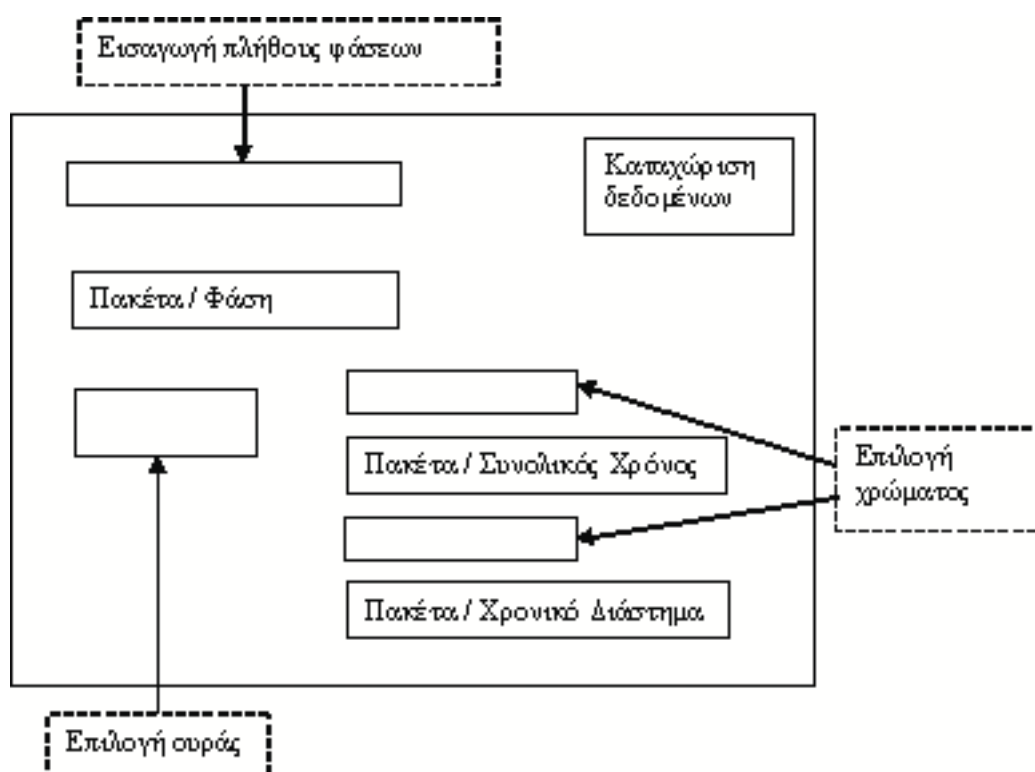 Εισαγωγή πλήθους φάσεων
Καταχώριση
δεδομένων
Πακέτα / Φάση
Πακέτα / Συνολικός Χρόνος
Επιλογή
χρώματος
Πακέτα / Χρονικό Διάστημα
Επιλογή ουράς